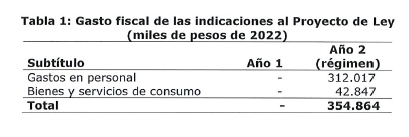 Tabla 1: Gasto fiscal de las indicaciones al Proyecto de Ley
(miles de pesos de 2022)
Subtítulo Año 1 Año 2 (régimen)
Gastos en personal - 312.017
Bienes y servicios de consumo - 42.847
Total - 354.864